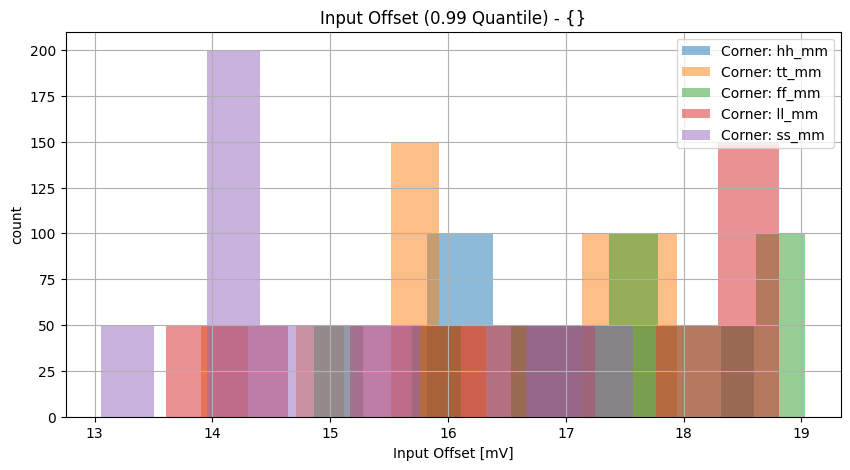 Input Offset (0.99 Quantile) - {}
Corner: hh_mm
Corner: tt_mm
Corner: ff_mm
Corner: ll_mm
Corner: ss_mm
200
175
150
125
100
75
50
25
0
count
13 14 15 16 17 18 19
Input Offset [mV]